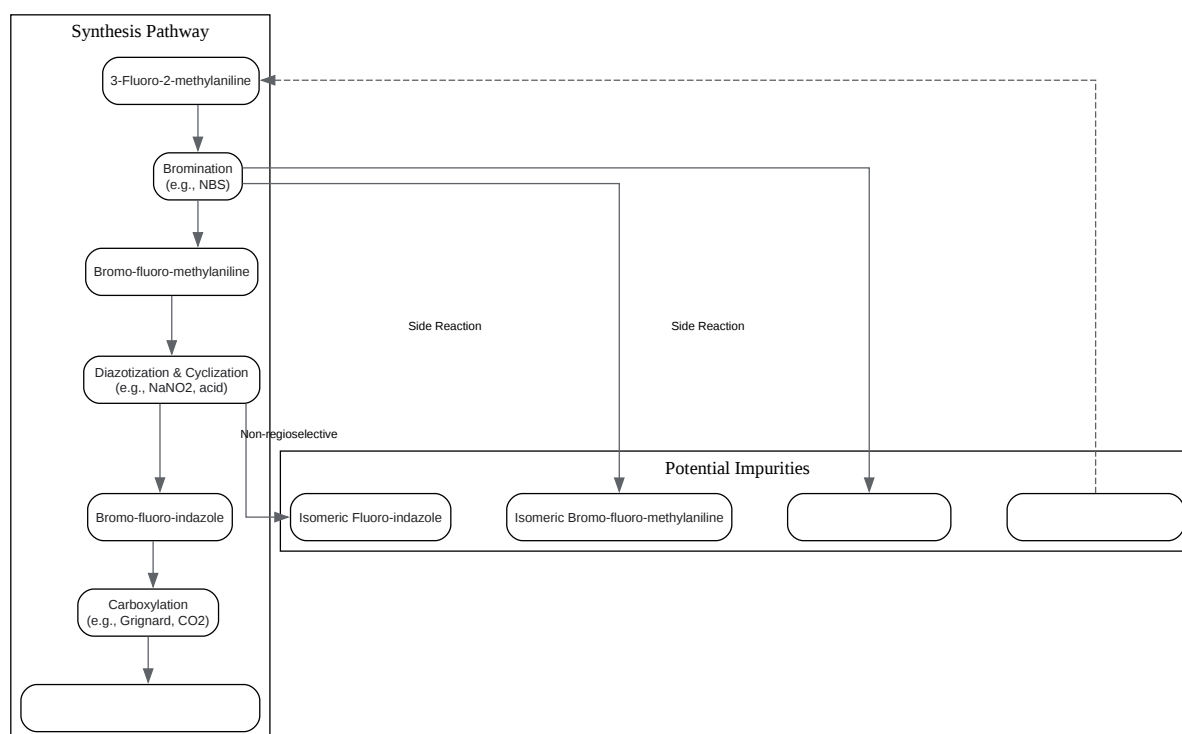 Synthesis Pathway
3-Fluoro-2-methylaniline
Bromination
(e.g., NBS)
Bromo-fluoro-methylaniline
Side Reaction
Side Reaction
Diazotization & Cyclization
(e.g., NaNO2, acid)
Non-regioselective
Potential Impurities
Bromo-fluoro-indazole
Isomeric Fluoro-indazole
Isomeric Bromo-fluoro-methylaniline
Carboxylation
(e.g., Grignard, CO2)